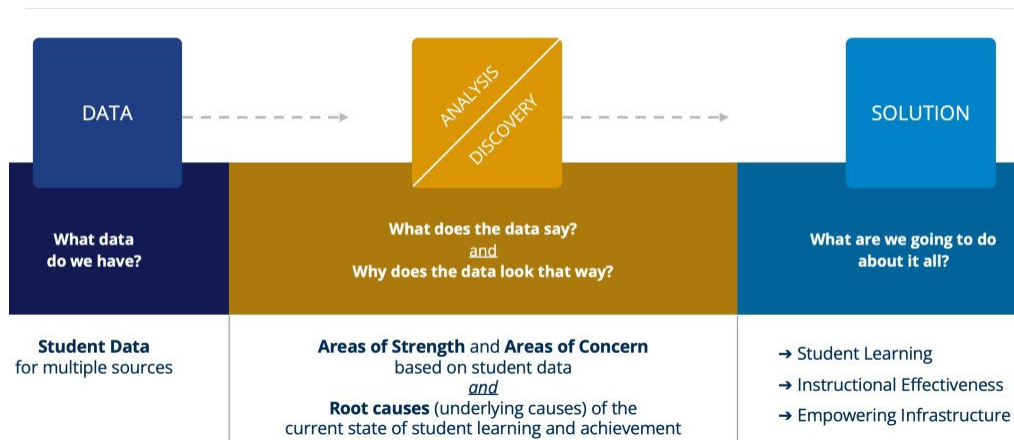 DATA
ANALYSIS
DISCOVERY
SOLUTION
What data
do we have?
What does the data say?
and
Why does the data look that way?
What are we going to do
about it all?
Student Data
for multiple sources
Areas of Strength and Areas of Concern
based on student data
and
Root causes (underlying causes) of the
current state of student learning and achievement
➔ Student Learning
➔ Instructional Effectiveness
➔ Empowering Infrastructure